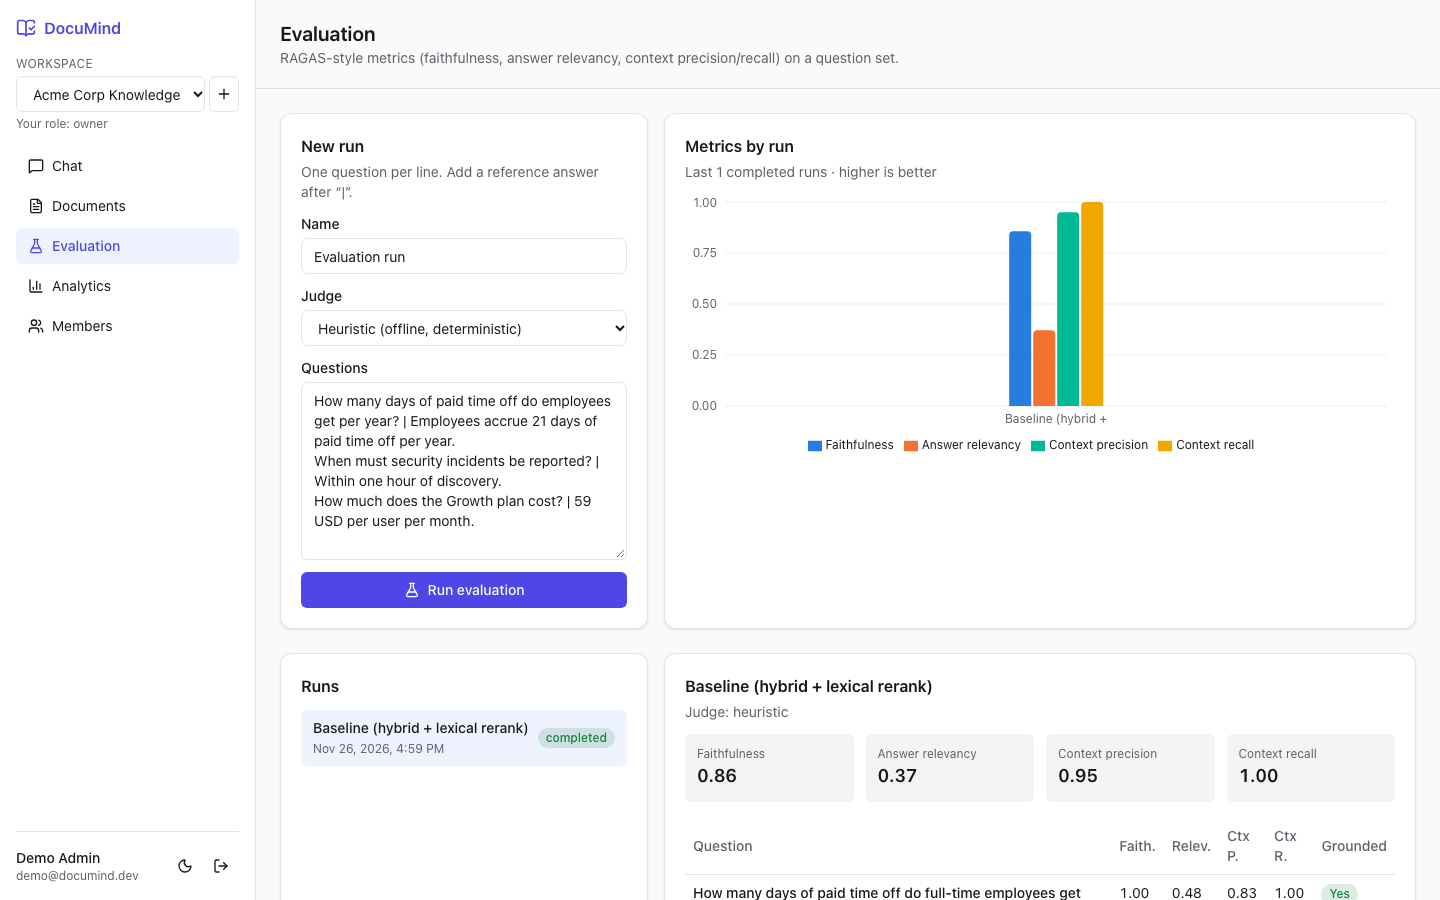 DocuMind
WORKSPACE
Acme Corp Knowledge
Your role: owner
Chat
Documents
Evaluation
Analytics
Members
Demo Admin
demo@documind.dev
Evaluation
RAGAS-style metrics (faithfulness, answer relevancy, context precision/recall) on a question set.
New run
One question per line. Add a reference answer
after “|”.
Name
Evaluation run
Judge
Heuristic (offline, deterministic)
Questions
How many days of paid time off do employees
get per year? | Employees accrue 21 days of
paid time off per year.
When must security incidents be reported? |
Within one hour of discovery.
How much does the Growth plan cost? | 59
USD per user per month.
Run evaluation
Metrics by run
Last 1 completed runs · higher is better
1.00
0.75
0.50
0.25
0.00
Baseline (hybrid +
Faithfulness Answer relevancy Context precision Context recall
Runs
Baseline (hybrid + lexical rerank)
Nov 26, 2026, 4:59 PM
completed
Baseline (hybrid + lexical rerank)
Judge: heuristic
Faithfulness
0.86
Answer relevancy
0.37
Context precision
0.95
Context recall
1.00
Question Faith. Relev. Ctx P. Ctx R. Grounded
How many days of paid time off do full-time employees get 1.00 0.48 0.83 1.00 Yes